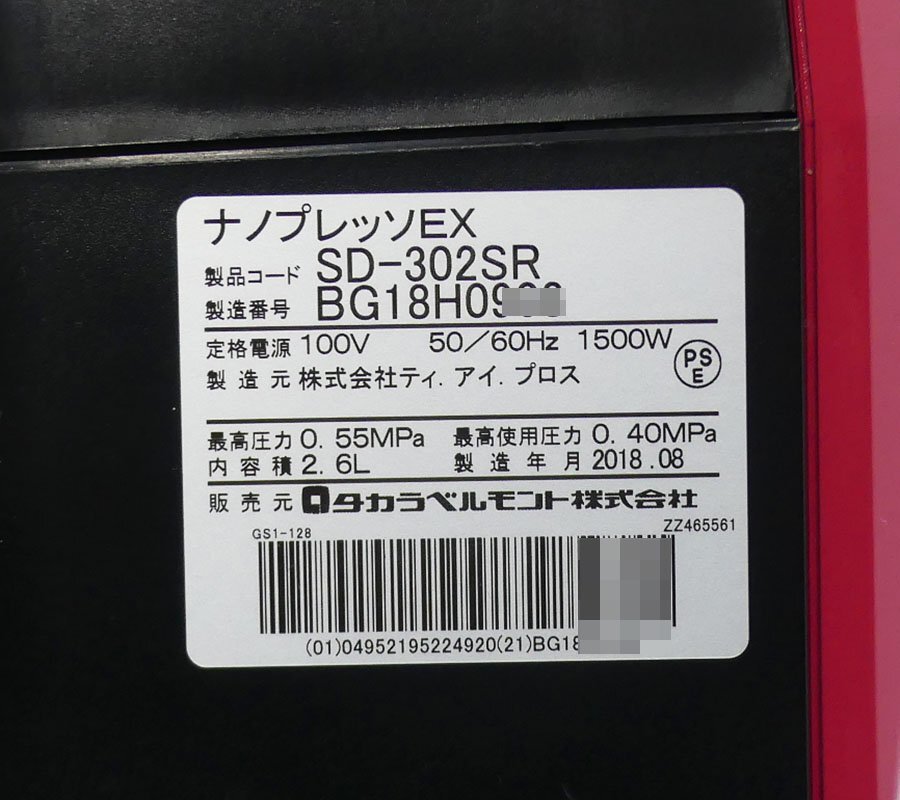 ナノプレッソEX
製品コード SD-302SR
製造番号 BG18H09
定格電源 100V 50/60Hz 1500W
PS
E
製造元 株式会社ティ.アイ.プロス
最高圧力 0.55MPa 最高使用圧力 0.40MPa
内容積 2.6L 製造年月 2018.08
販売元 タカラベルモント株式会社
GS1-128 ZZ465561
(01)04952195224920(21)BG18